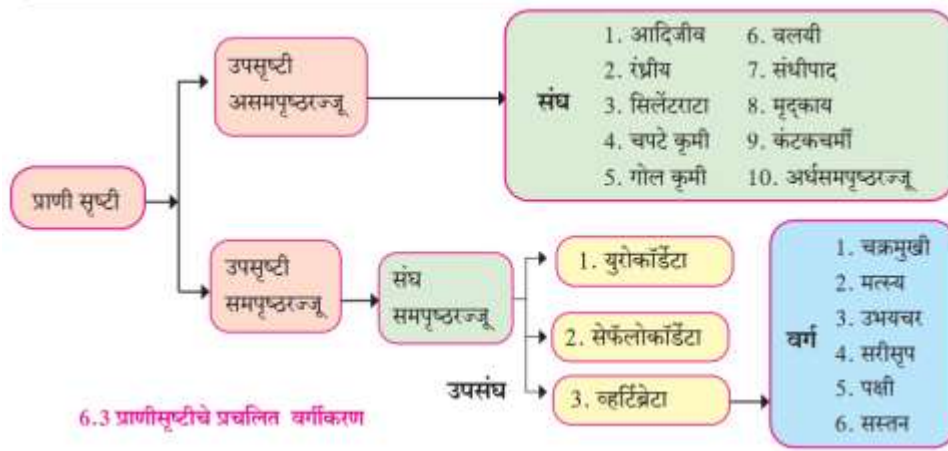 प्राणी सृष्टी
उपसृष्टी
असमपृष्ठरज्जू
संघ
1. आदिजीव
2. रंध्रीय
3. सिलेंटराटा
4. चपटे कृमी
5. गोल कृमी
6. वलयी
7. संधीपाद
8. मृद्काय
9. कंटकचर्मी
10. अर्धसमपृष्ठरज्जू
उपसृष्टी
समपृष्ठरज्जू
संघ
समपृष्ठरज्जू
उपसंघ
1. युरोकॉर्डेटा
2. सेफॅलोकॉर्डेटा
3. व्हर्टिब्रेटा
वर्ग
1. चक्रमुखी
2. मत्स्य
3. उभयचर
4. सरीसृप
5. पक्षी
6. सस्तन
6.3 प्राणीसृष्टीचे प्रचलित वर्गीकरण